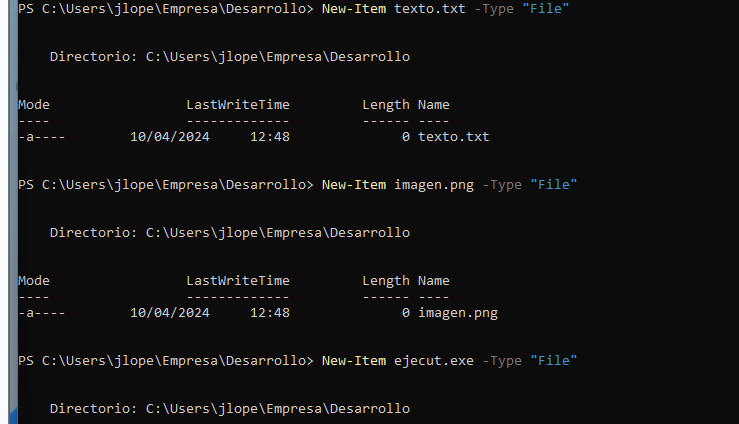 PS C:\Users\jlope\Empresa\Desarrollo> New-Item texto.txt -Type "File"
Directorio: C:\Users\jlope\Empresa\Desarrollo
Mode LastWriteTime Length Name
---- ------------- ------ ----
-a---- 10/04/2024 12:48 0 texto.txt
PS C:\Users\jlope\Empresa\Desarrollo> New-Item imagen.png -Type "File"
Directorio: C:\Users\jlope\Empresa\Desarrollo
Mode LastWriteTime Length Name
---- ------------- ------ ----
-a---- 10/04/2024 12:48 0 imagen.png
PS C:\Users\jlope\Empresa\Desarrollo> New-Item ejecut.exe -Type "File"
Directorio: C:\Users\jlope\Empresa\Desarrollo